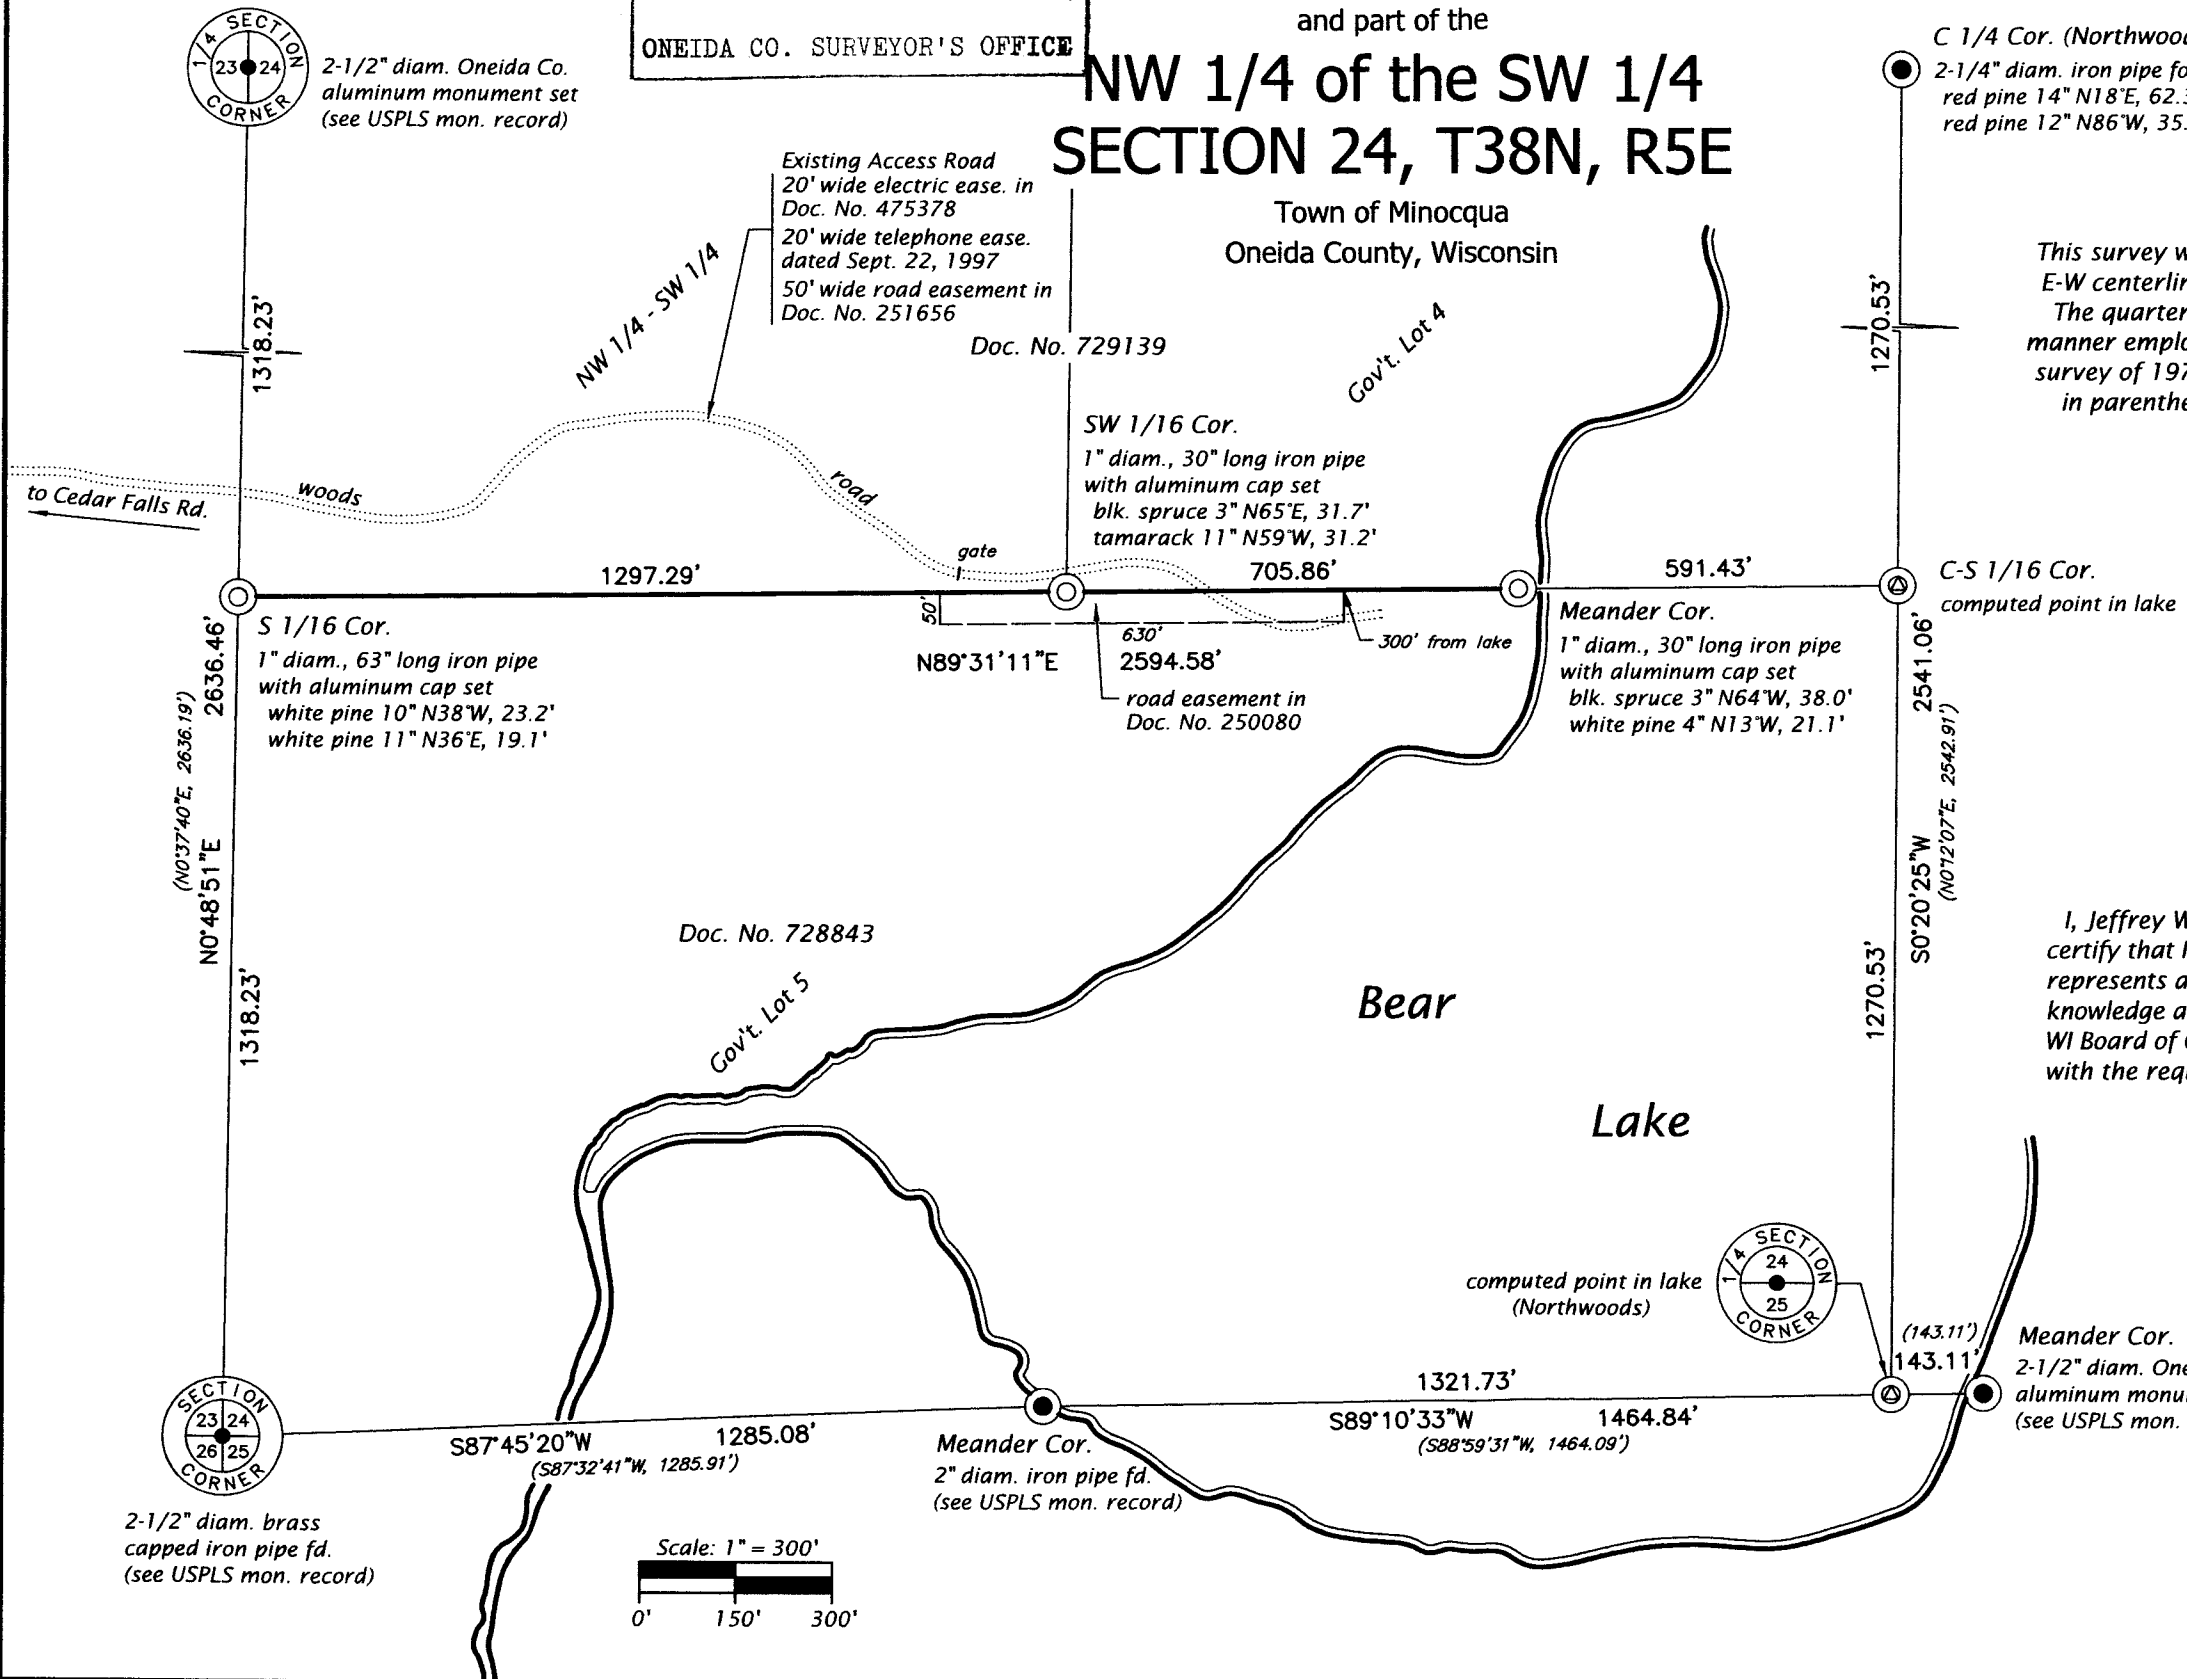 ONEIDA CO. SURVEYOR'S OFFICE
and part of the
NW 1/4 of the SW 1/4
SECTION 24, T38N, R5E
Town of Minocqua
Oneida County, Wisconsin
1/4 SECTION
23 24
CORNER
2-1/2" diam. Oneida Co.
aluminum monument set
(see USPLS mon. record)
C 1/4 Cor. (Northwood
2-1/4" diam. iron pipe fo
red pine 14" N18°E, 62.
red pine 12" N86°W, 35.
Existing Access Road
20' wide electric ease. in
Doc. No. 475378
20' wide telephone ease.
dated Sept. 22, 1997
50' wide road easement in
Doc. No. 251656
NW 1/4 - SW 1/4
Doc. No. 729139
Gov't. Lot 4
1318.23'
1270.53'
This survey w
E-W centerlin
The quarter
manner emplo
survey of 197
in parenthe
to Cedar Falls Rd.
woods
road
gate
SW 1/16 Cor.
1" diam., 30" long iron pipe
with aluminum cap set
blk. spruce 3" N65°E, 31.7'
tamarack 11" N59°W, 31.2'
1297.29'
705.86'
591.43'
C-S 1/16 Cor.
computed point in lake
S 1/16 Cor.
1" diam., 63" long iron pipe
with aluminum cap set
white pine 10" N38°W, 23.2'
white pine 11" N36°E, 19.1'
50'
630'
300' from lake
N89°31'11"E 2594.58'
road easement in
Doc. No. 250080
Meander Cor.
1" diam., 30" long iron pipe
with aluminum cap set
blk. spruce 3" N64°W, 38.0'
white pine 4" N13°W, 21.1'
N0°48'51"E 2636.46'
(N0°37'40"E, 2636.19')
1318.23'
S0°20'25"W 2541.06'
(N0°12'07"E, 2542.91')
1270.53'
Doc. No. 728843
Gov't. Lot 5
Bear
Lake
I, Jeffrey W
certify that
represents a
knowledge a
WI Board of
with the req
computed point in lake
(Northwoods)
1/4 SECTION
24
25
CORNER
(143.11')
143.11'
Meander Cor.
2-1/2" diam. One
aluminum monu
(see USPLS mon.
SECTION
23 24
26 25
CORNER
2-1/2" diam. brass
capped iron pipe fd.
(see USPLS mon. record)
S87°45'20"W 1285.08'
(S87°32'41"W, 1285.91')
Meander Cor.
2" diam. iron pipe fd.
(see USPLS mon. record)
1321.73'
S89°10'33"W 1464.84'
(S88°59'31"W, 1464.09')
Scale: 1" = 300'
0' 150' 300'